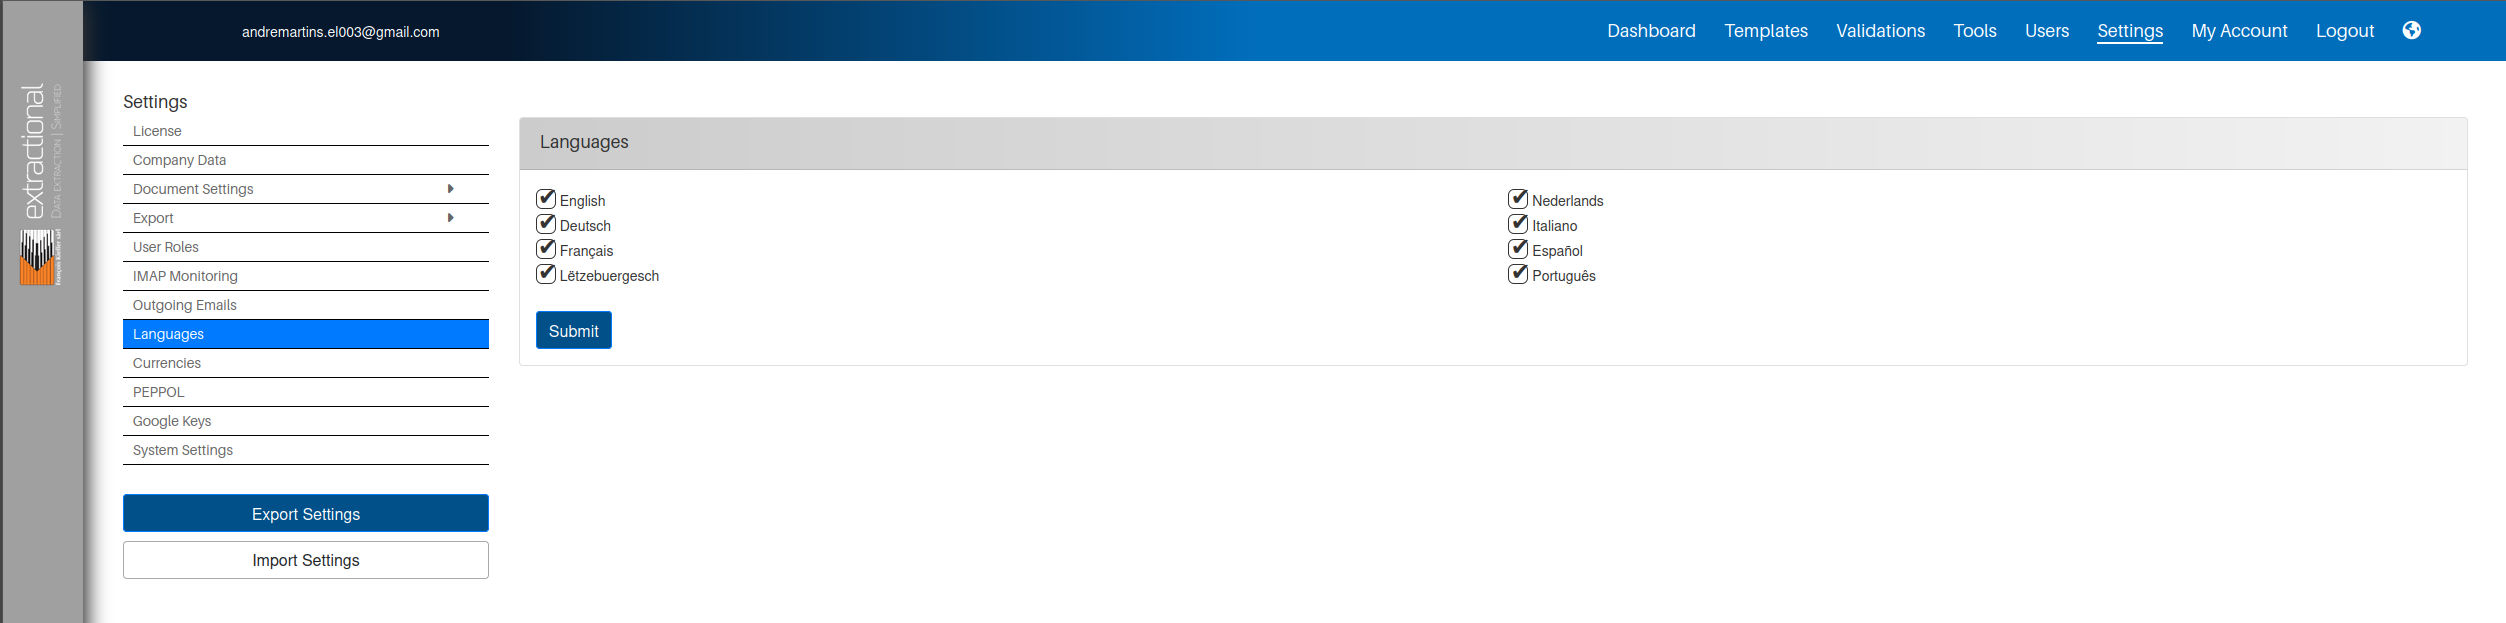 andremartins.el003@gmail.com
Dashboard Templates Validations Tools Users Settings My Account Logout
extractional
DATA EXTRACTION | SIMPLIFIED
Settings
License
Company Data
Document Settings
Export
User Roles
IMAP Monitoring
Outgoing Emails
Languages
Currencies
PEPPOL
Google Keys
System Settings
Export Settings
Import Settings
Languages
English
Deutsch
Français
Lëtzebuergesch
Nederlands
Italiano
Español
Português
Submit